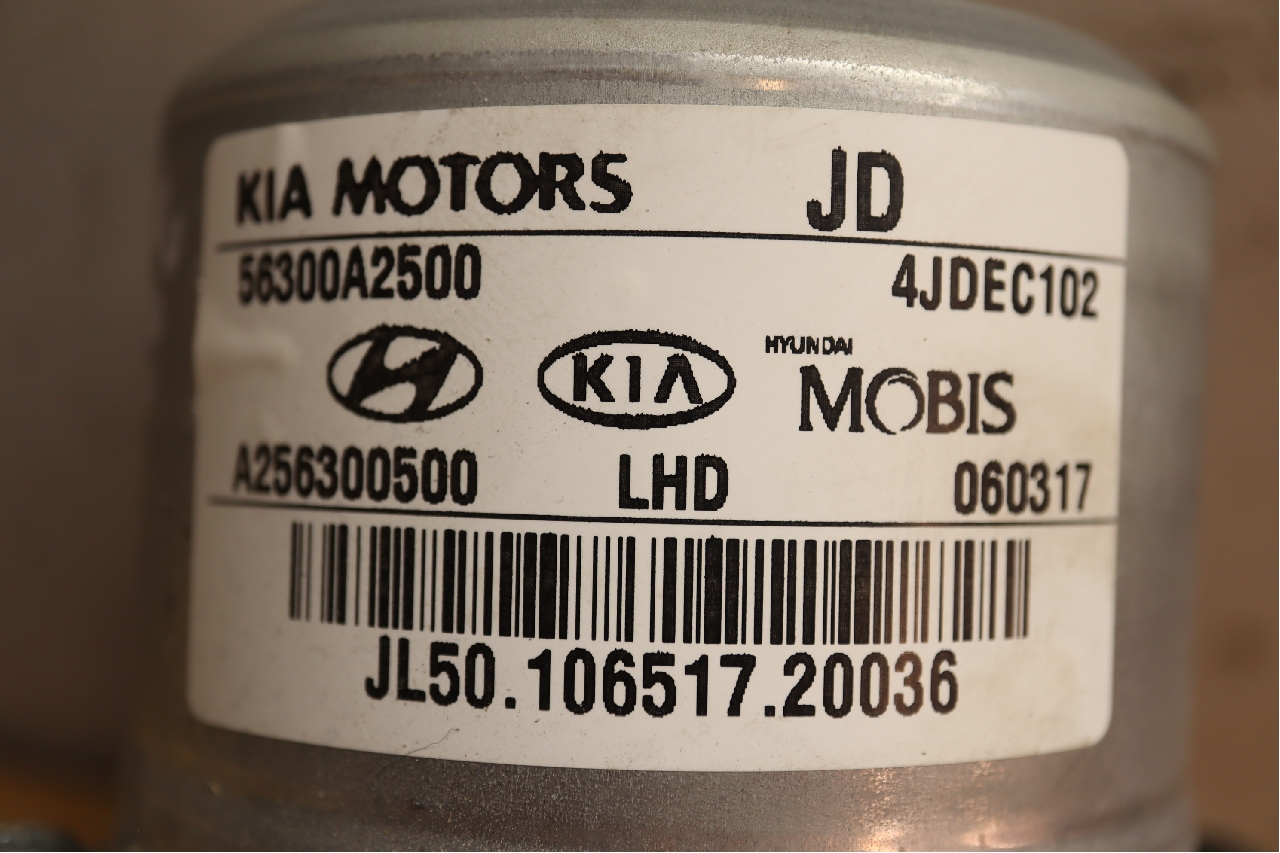 KIA MOTORS JD
56300A2500 4JDEC102
KIA HYUNDAI MOBIS
A256300500 LHD 060317
JL50.106517.20036